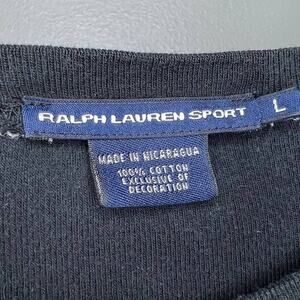 RALPH LAUREN SPORT L
MADE IN NICARAGUA
100% COTTON
EXCLUSIVE OF
DECORATION